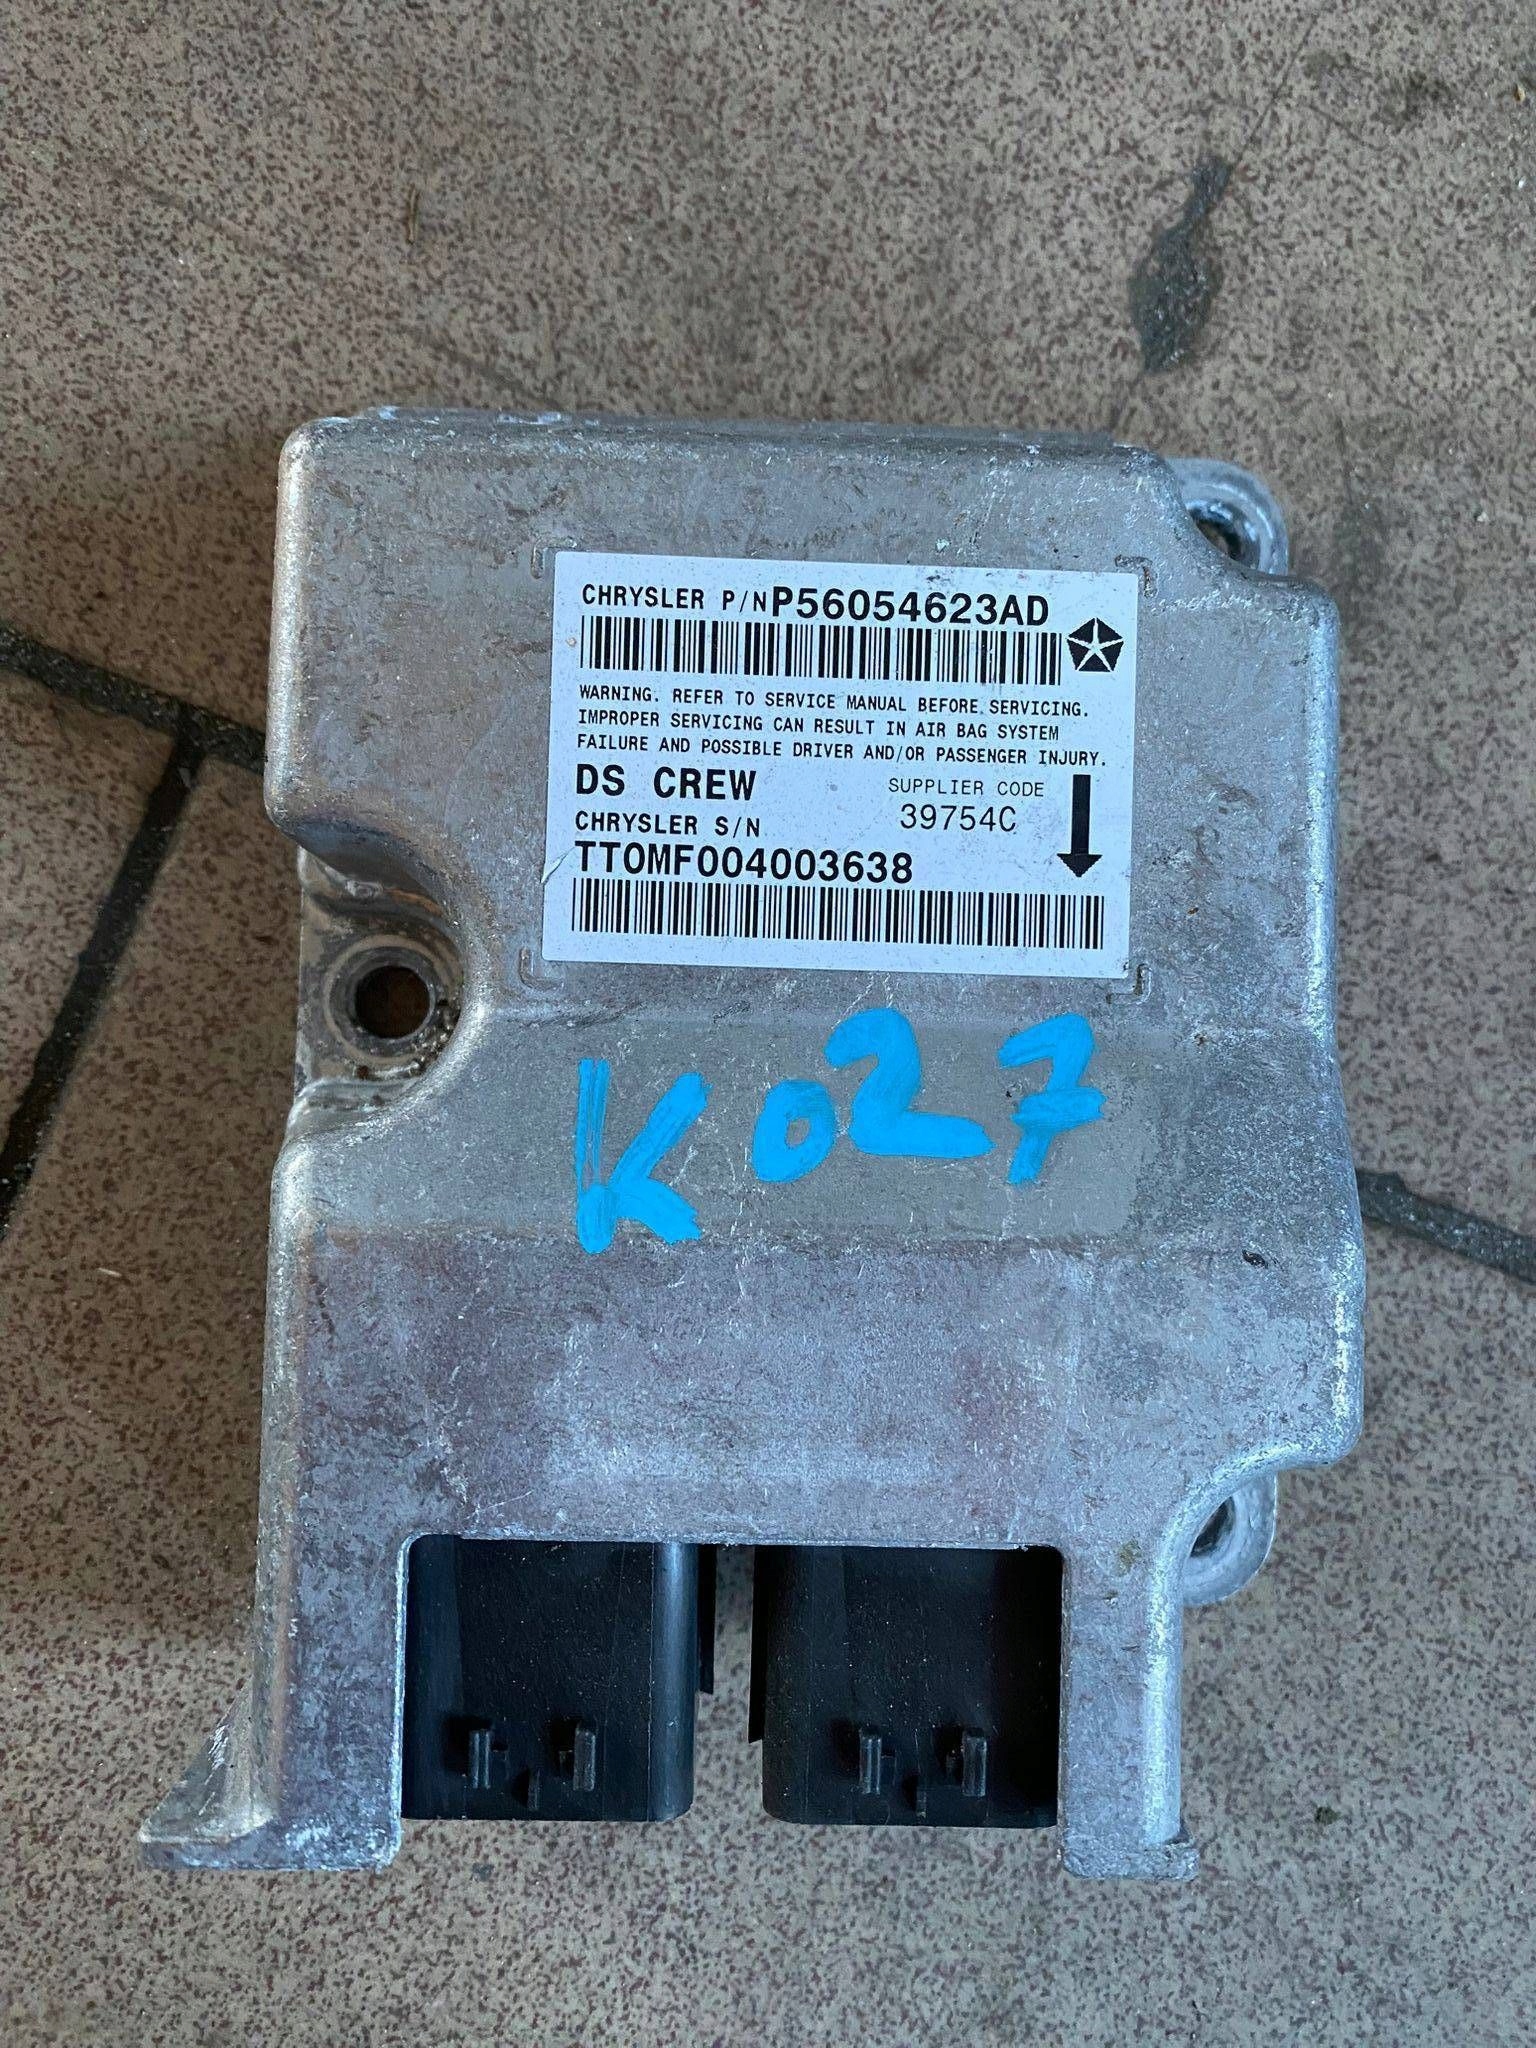 CHRYSLER P/N P56054623AD
WARNING. REFER TO SERVICE MANUAL BEFORE SERVICING.
IMPROPER SERVICING CAN RESULT IN AIR BAG SYSTEM
FAILURE AND POSSIBLE DRIVER AND/OR PASSENGER INJURY.
DS CREW
SUPPLIER CODE
39754C
CHRYSLER S/N
TT0MF004003638
K027